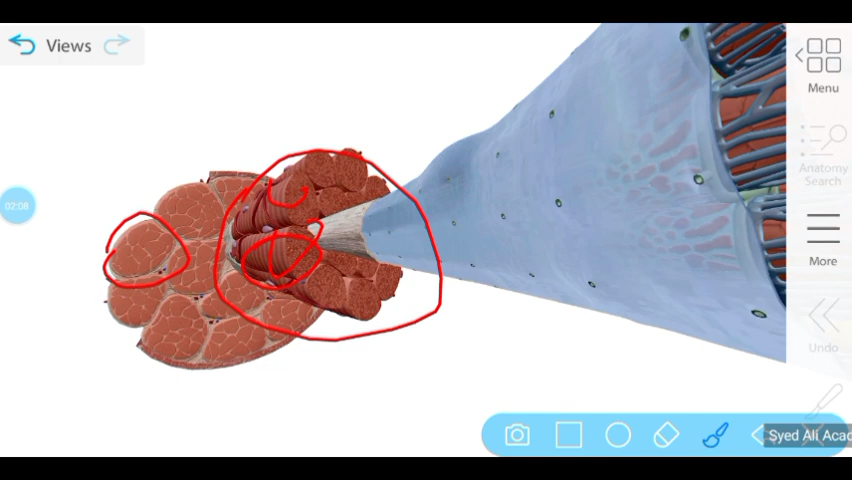 Views
Menu
Anatomy
Search
02:08
More
Undo
Syed Ali Acad